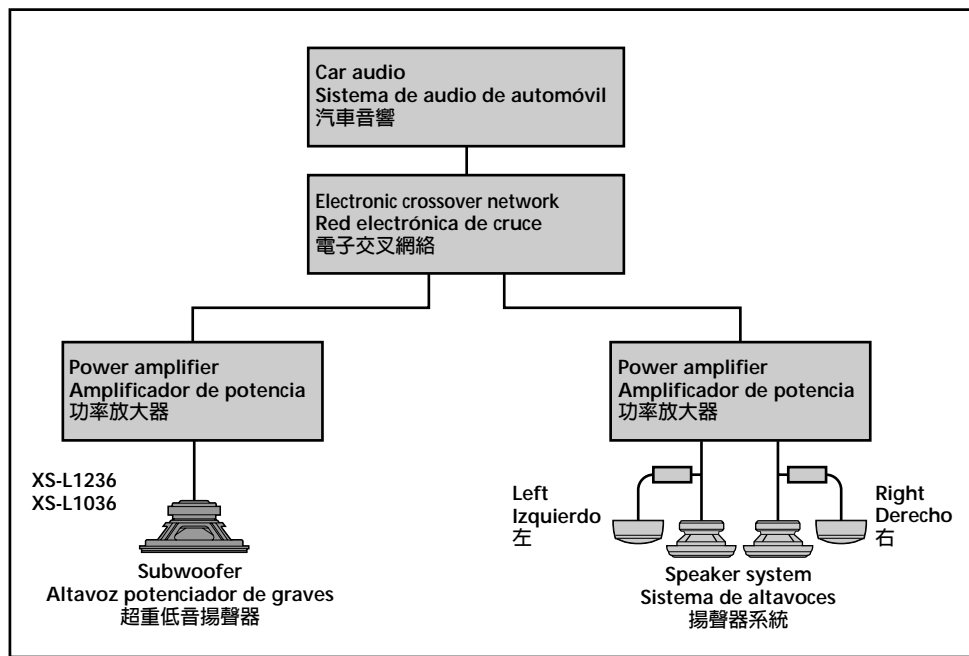 Car audio
Sistema de audio de automóvil
汽車音響
Electronic crossover network
Red electrónica de cruce
電子交叉網絡
Power amplifier
Amplificador de potencia
功率放大器
Power amplifier
Amplificador de potencia
功率放大器
XS-L1236
XS-L1036
Subwoofer
Altavoz potenciador de graves
超重低音揚聲器
Left
Izquierdo
左
Right
Derecho
右
Speaker system
Sistema de altavoces
揚聲器系統